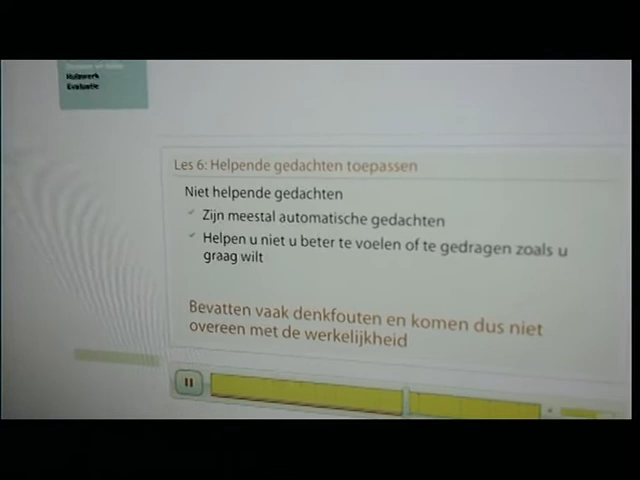 Huiswerk
Evaluatie
Les 6: Helpende gedachten toepassen
Niet helpende gedachten
Zijn meestal automatische gedachten
Helpen u niet u beter te voelen of te gedragen zoals u
graag wilt
Bevatten vaak denkfouten en komen dus niet
overeen met de werkelijkheid